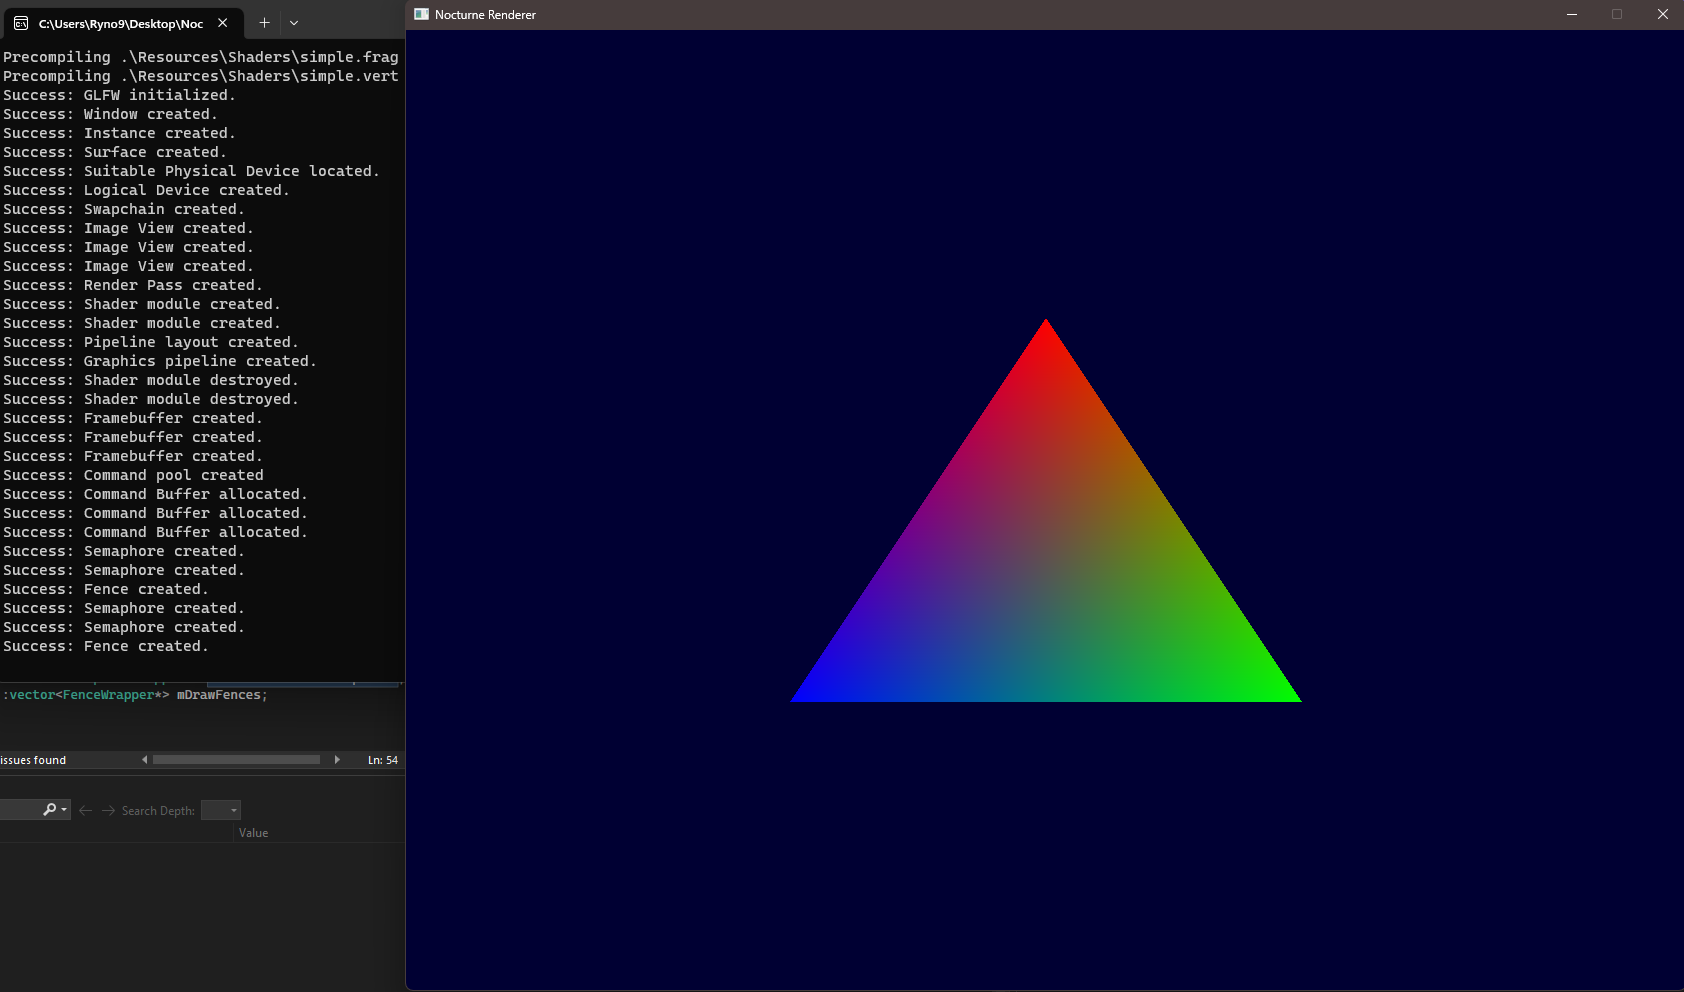 C:\Users\Ryno9\Desktop\Noc
Nocturne Renderer
Precompiling .\Resources\Shaders\simple.frag
Precompiling .\Resources\Shaders\simple.vert
Success: GLFW initialized.
Success: Window created.
Success: Instance created.
Success: Surface created.
Success: Suitable Physical Device located.
Success: Logical Device created.
Success: Swapchain created.
Success: Image View created.
Success: Image View created.
Success: Image View created.
Success: Render Pass created.
Success: Shader module created.
Success: Shader module created.
Success: Pipeline layout created.
Success: Graphics pipeline created.
Success: Shader module destroyed.
Success: Shader module destroyed.
Success: Framebuffer created.
Success: Framebuffer created.
Success: Framebuffer created.
Success: Command pool created
Success: Command Buffer allocated.
Success: Command Buffer allocated.
Success: Command Buffer allocated.
Success: Semaphore created.
Success: Semaphore created.
Success: Fence created.
Success: Semaphore created.
Success: Semaphore created.
Success: Fence created.
:vector<FenceWrapper*> mDrawFences;
issues found
Ln: 54
Search Depth:
Value